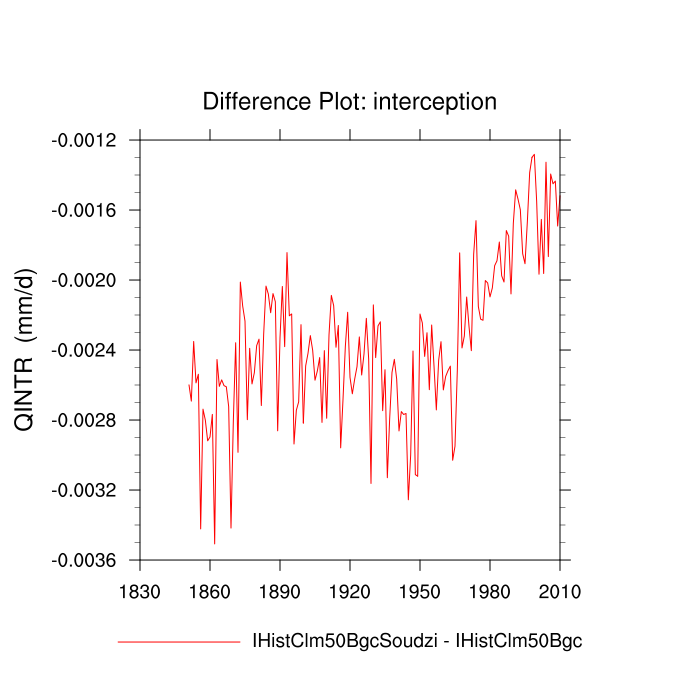 Difference Plot: interception
-0.0012
-0.0016
-0.0020
-0.0024
-0.0028
-0.0032
-0.0036
QINTR (mm/d)
1830 1860 1890 1920 1950 1980 2010
IHistClm50BgcSoudzi - IHistClm50Bgc